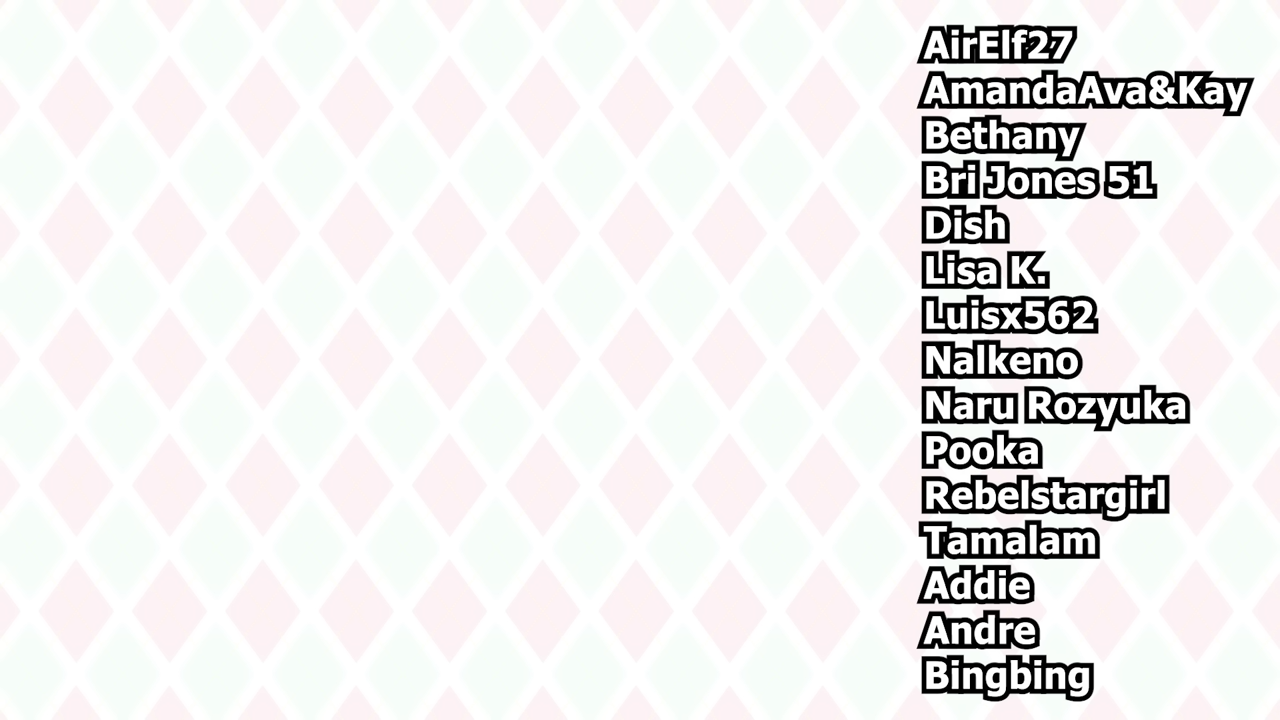 AirElf27
AmandaAva&Kay
Bethany
Bri Jones 51
Dish
Lisa K.
Luisx562
Nalkeno
Naru Rozyuka
Pooka
Rebelstargirl
Tamalam
Addie
Andre
Bingbing